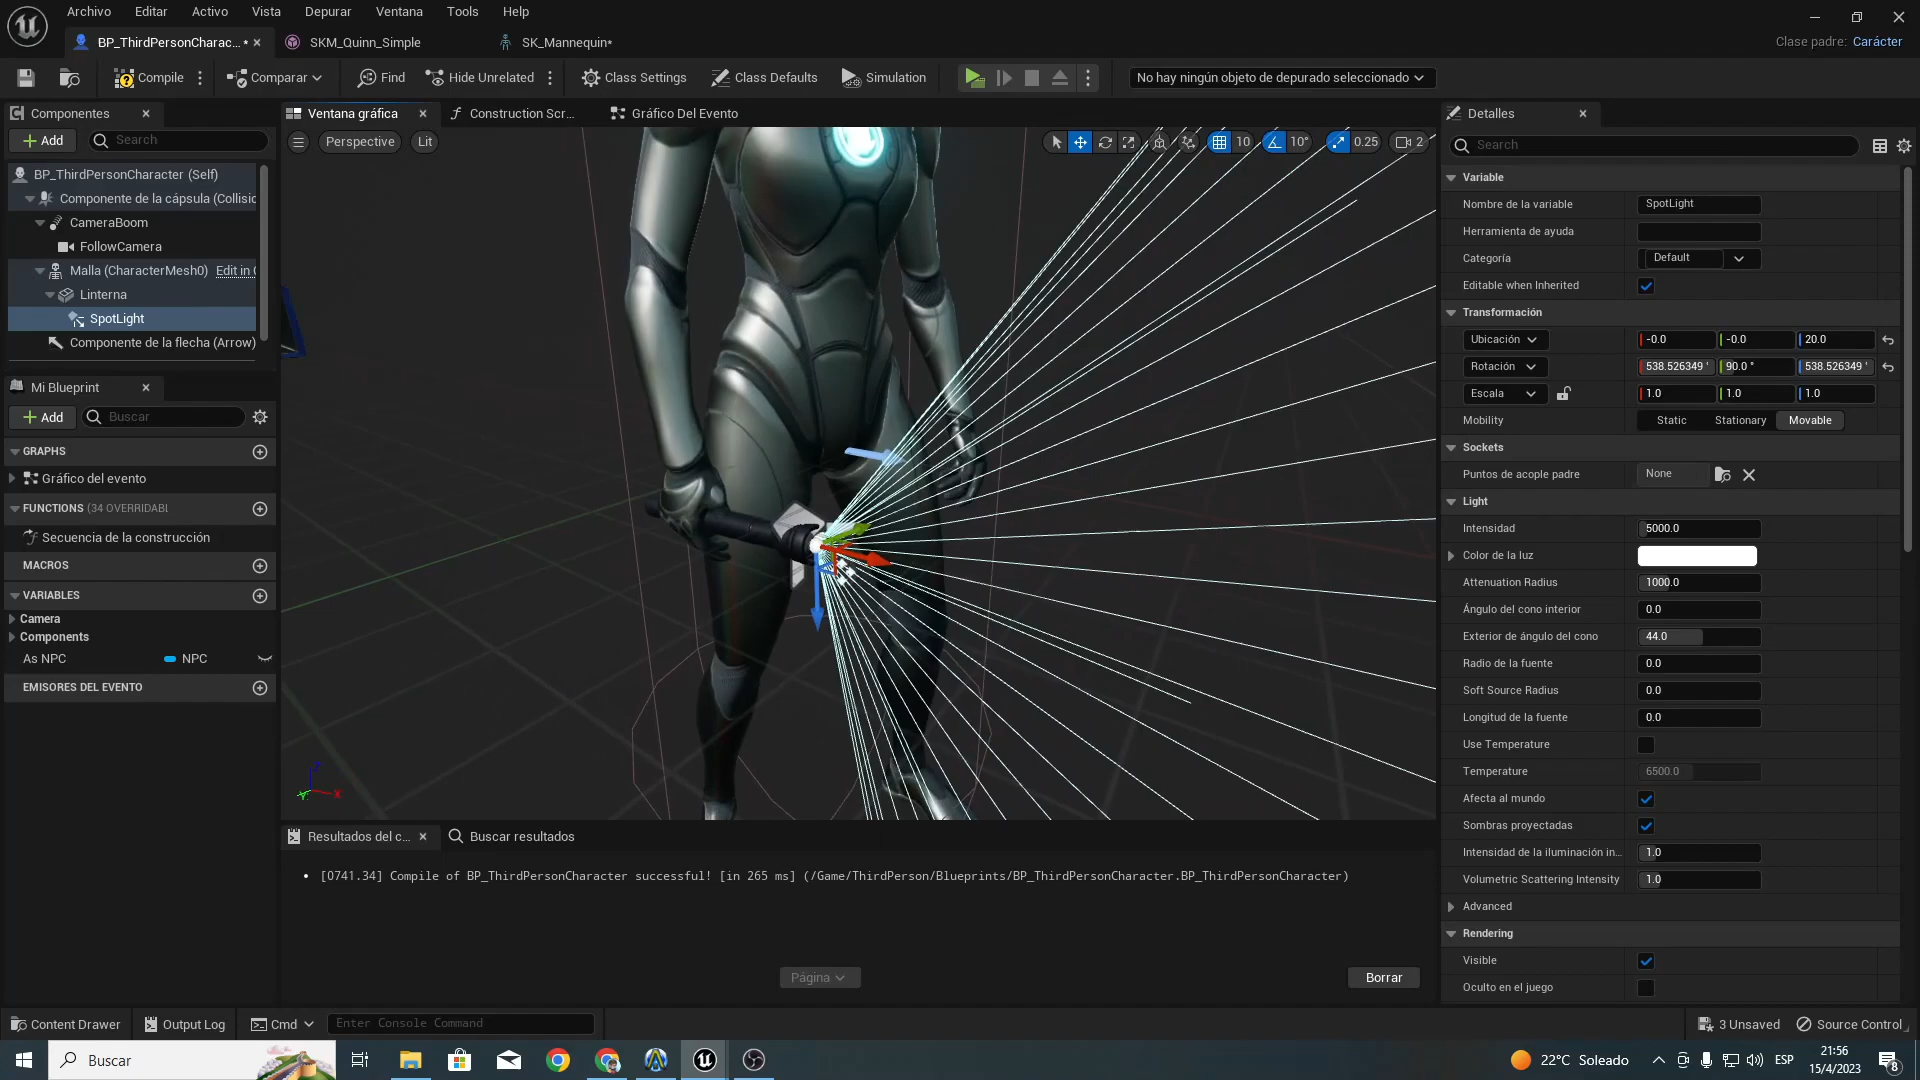 Archivo Editar Activo Vista Depurar Ventana Tools Help
BP_ThirdPersonCharac... * SKM_Quinn_Simple SK_Mannequin*
Clase padre: Carácter
Compile Comparar Find Hide Unrelated Class Settings Class Defaults Simulation No hay ningún objeto de depurado seleccionado
Componentes
Add Search
BP_ThirdPersonCharacter (Self)
Componente de la cápsula (Collisio
CameraBoom
FollowCamera
Malla (CharacterMesh0) Edit in C
Linterna
SpotLight
Componente de la flecha (Arrow)
Mi Blueprint
Add Buscar
GRAPHS
Gráfico del evento
FUNCTIONS (34 OVERRIDABL
Secuencia de la construcción
MACROS
VARIABLES
Camera
Components
As NPC NPC
EMISORES DEL EVENTO
Ventana gráfica Construction Scr... Gráfico Del Evento
Perspective Lit
10 10° 0.25 2
Z
Y X
Resultados del c... Buscar resultados
• [0741.34] Compile of BP_ThirdPersonCharacter successful! [in 265 ms] (/Game/ThirdPerson/Blueprints/BP_ThirdPersonCharacter.BP_ThirdPersonCharacter)
Página Borrar
Detalles
Search
Variable
Nombre de la variable SpotLight
Herramienta de ayuda
Categoría Default
Editable when Inherited
Transformación
Ubicación -0.0 -0.0 20.0
Rotación 538.526349 ° 90.0 ° 538.526349 °
Escala 1.0 1.0 1.0
Mobility Static Stationary Movable
Sockets
Puntos de acople padre None
Light
Intensidad 5000.0
Color de la luz
Attenuation Radius 1000.0
Ángulo del cono interior 0.0
Exterior de ángulo del cono 44.0
Radio de la fuente 0.0
Soft Source Radius 0.0
Longitud de la fuente 0.0
Use Temperature
Temperature 6500.0
Afecta al mundo
Sombras proyectadas
Intensidad de la iluminación in... 1.0
Volumetric Scattering Intensity 1.0
Advanced
Rendering
Visible
Oculto en el juego
Content Drawer Output Log Cmd Enter Console Command 3 Unsaved Source Control
Buscar 22°C Soleado ESP 21:56
15/4/2023 8